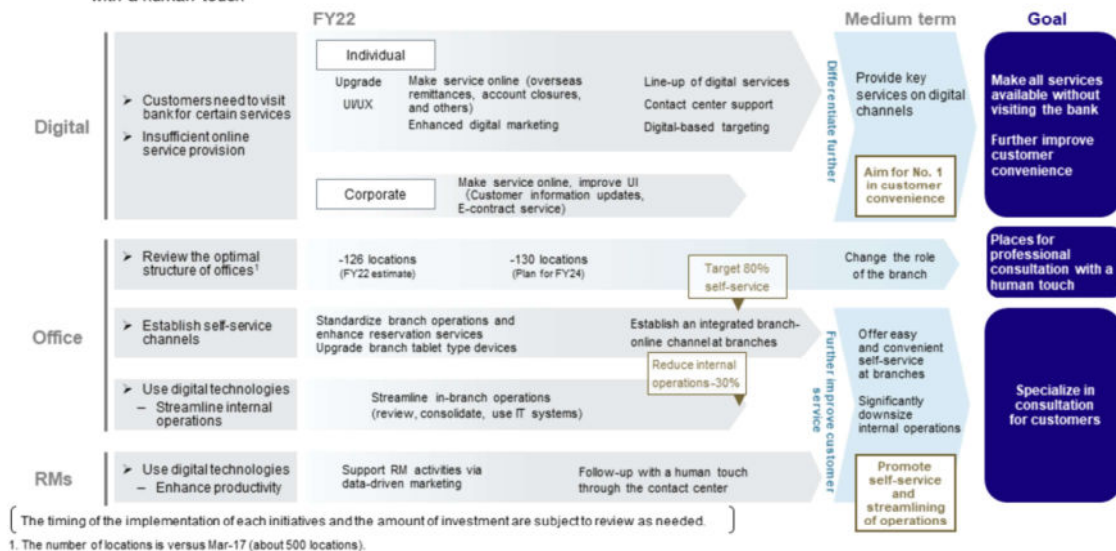 with a human touch
FY22
Medium term
Goal
Digital
➤ Customers need to visit
bank for certain services
➤ Insufficient online
service provision
Individual
Upgrade
UI/UX
Make service online (overseas
remittances, account closures,
and others)
Enhanced digital marketing
Line-up of digital services
Contact center support
Digital-based targeting
Corporate
Make service online, improve UI
(Customer information updates,
E-contract service)
Differentiate further
Provide key
services on digital
channels
Aim for No. 1
in customer
convenience
Make all services
available without
visiting the bank
Further improve
customer
convenience
Office
➤ Review the optimal
structure of offices1
-126 locations
(FY22 estimate)
-130 locations
(Plan for FY24)
Target 80%
self-service
Change the role
of the branch
Places for
professional
consultation with a
human touch
➤ Establish self-service
channels
Standardize branch operations and
enhance reservation services
Upgrade branch tablet type devices
Establish an integrated branch-
online channel at branches
Reduce internal
operations-30%
➤ Use digital technologies
– Streamline internal
operations
Streamline in-branch operations
(review, consolidate, use IT systems)
Further improve customer
service
Offer easy
and convenient
self-service
at branches
Significantly
downsize
internal operations
Specialize in
consultation
for customers
RMs
➤ Use digital technologies
– Enhance productivity
Support RM activities via
data-driven marketing
Follow-up with a human touch
through the contact center
Promote
self-service
and
streamlining
of operations
The timing of the implementation of each initiatives and the amount of investment are subject to review as needed.
1. The number of locations is versus Mar-17 (about 500 locations).